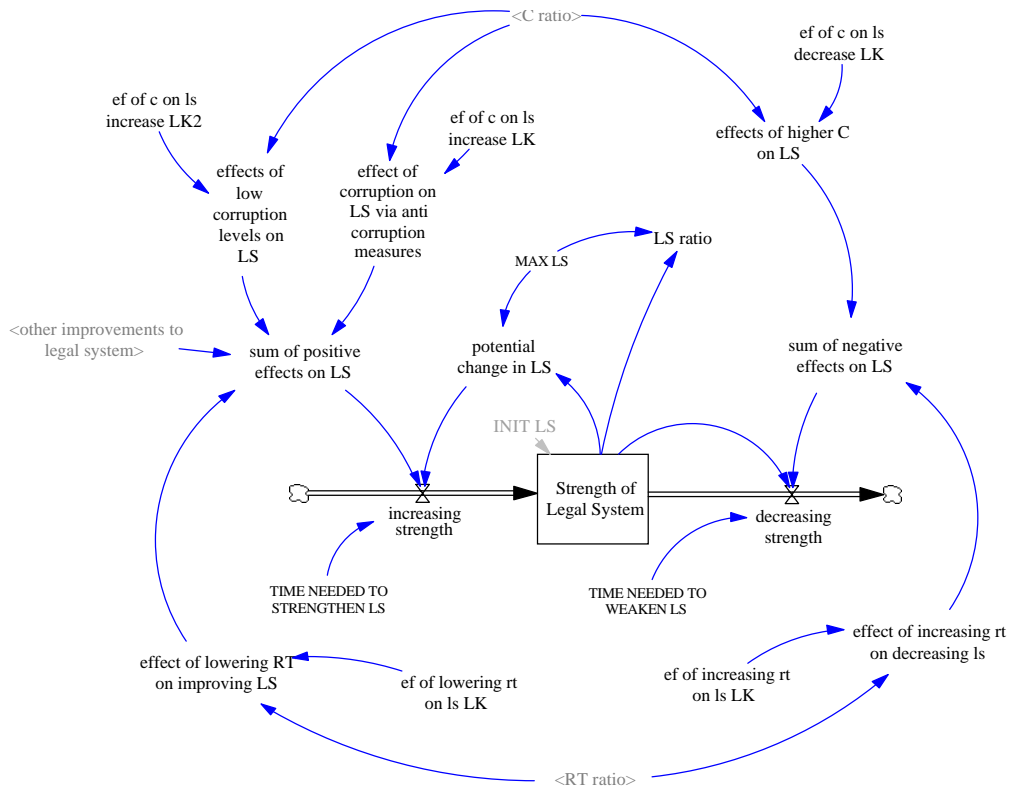 <C ratio>
ef of c on ls
decrease LK
ef of c on ls
increase LK2
ef of c on ls
increase LK
effects of higher C
on LS
effects of
low
corruption
levels on
LS
effect of
corruption on
LS via anti
corruption
measures
LS ratio
MAX LS
<other improvements to
legal system>
sum of positive
effects on LS
potential
change in LS
sum of negative
effects on LS
INIT LS
Strength of
Legal System
increasing
strength
decreasing
strength
TIME NEEDED TO
STRENGTHEN LS
TIME NEEDED TO
WEAKEN LS
effect of increasing rt
on decreasing ls
effect of lowering RT
on improving LS
ef of lowering rt
on ls LK
ef of increasing rt
on ls LK
<RT ratio>